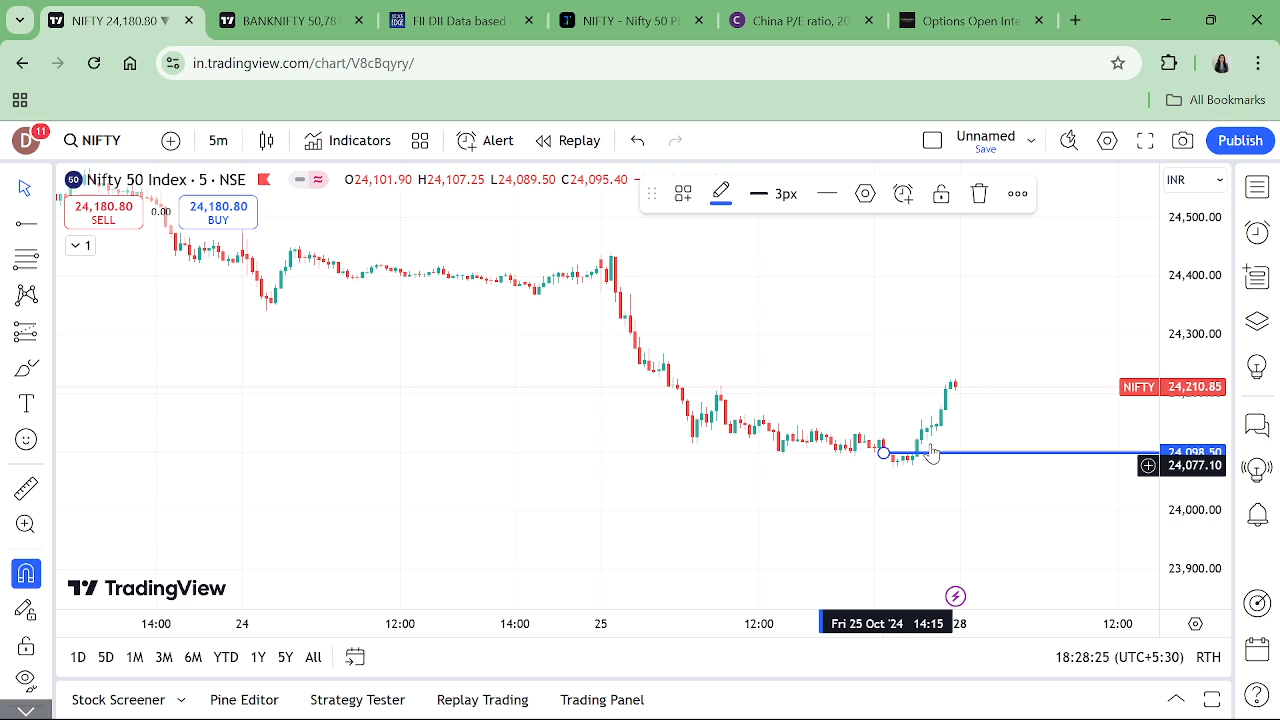 NIFTY 24,180.80 ▼
BANKNIFTY 50,787
FII DII Data based
NIFTY - Nifty 50 P
China P/E ratio, 20
Options Open Inte
in.tradingview.com/chart/V8cBqyry/
All Bookmarks
D
11
NIFTY
5m
Indicators
Alert
Replay
Unnamed
Save
Publish
50
Nifty 50 Index · 5 · NSE
O24,101.90 H24,107.25 L24,089.50 C24,095.40
3px
INR
24,180.80
SELL
0.00
24,180.80
BUY
1
24,500.00
24,400.00
24,300.00
NIFTY 24,210.85
24,098.50
24,077.10
24,000.00
23,900.00
TradingView
14:00
24
12:00
14:00
25
12:00
Fri 25 Oct '24 14:15
28
12:00
1D 5D 1M 3M 6M YTD 1Y 5Y All
18:28:25 (UTC+5:30) RTH
Stock Screener
Pine Editor
Strategy Tester
Replay Trading
Trading Panel